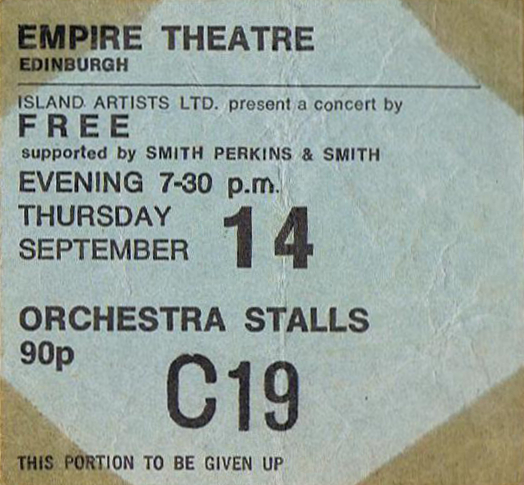 EMPIRE THEATRE
EDINBURGH
ISLAND ARTISTS LTD. present a concert by
FREE
supported by SMITH PERKINS & SMITH
EVENING 7-30 p.m.
THURSDAY
SEPTEMBER 14
ORCHESTRA STALLS
90p
C19
THIS PORTION TO BE GIVEN UP